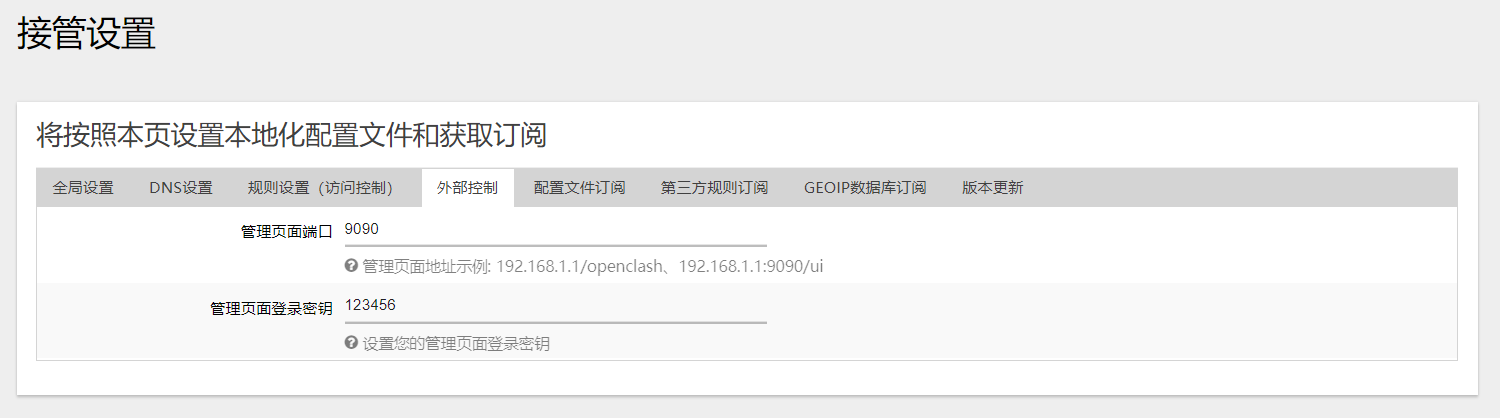 接管设置
将按照本页设置本地化配置文件和获取订阅
全局设置 DNS设置 规则设置（访问控制） 外部控制 配置文件订阅 第三方规则订阅 GEOIP数据库订阅 版本更新
管理页面端口 9090
管理页面地址示例: 192.168.1.1/openclash、192.168.1.1:9090/ui
管理页面登录密钥 123456
设置您的管理页面登录密钥